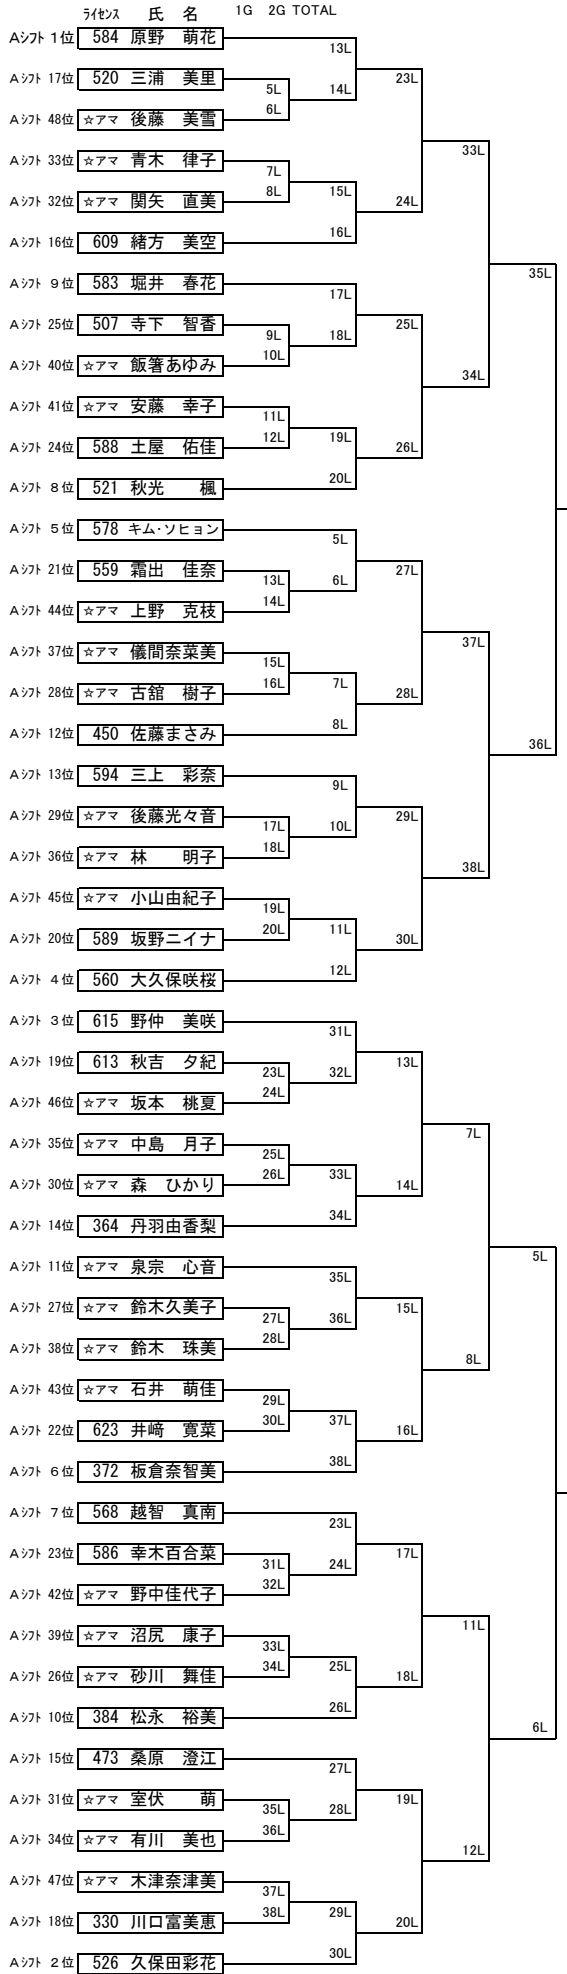 ﾗｲｾﾝｽ 氏 名 1G 2G TOTAL
Aｼﾌﾄ 1位 584 原野 萌花
13L
Aｼﾌﾄ 17位 520 三浦 美里 23L
5L 14L
6L
Aｼﾌﾄ 48位 ☆アマ 後藤 美雪
33L
Aｼﾌﾄ 33位 ☆アマ 青木 律子
7L
8L 15L
Aｼﾌﾄ 32位 ☆アマ 関矢 直美 24L
16L
Aｼﾌﾄ 16位 609 緒方 美空
35L
Aｼﾌﾄ 9位 583 堀井 春花
17L
Aｼﾌﾄ 25位 507 寺下 智香 25L
9L 18L
10L
Aｼﾌﾄ 40位 ☆アマ 飯箸あゆみ
34L
Aｼﾌﾄ 41位 ☆アマ 安藤 幸子
11L
12L 19L
Aｼﾌﾄ 24位 588 土屋 佑佳 26L
20L
Aｼﾌﾄ 8位 521 秋光 楓
Aｼﾌﾄ 5位 578 キム・ソヒョン
5L
Aｼﾌﾄ 21位 559 霜出 佳奈 27L
13L 6L
14L
Aｼﾌﾄ 44位 ☆アマ 上野 克枝
37L
Aｼﾌﾄ 37位 ☆アマ 儀間奈菜美
15L
16L 7L
Aｼﾌﾄ 28位 ☆アマ 古舘 樹子 28L
8L
Aｼﾌﾄ 12位 450 佐藤まさみ
36L
Aｼﾌﾄ 13位 594 三上 彩奈
9L
Aｼﾌﾄ 29位 ☆アマ 後藤光々音 29L
17L 10L
18L
Aｼﾌﾄ 36位 ☆アマ 林 明子
38L
Aｼﾌﾄ 45位 ☆アマ 小山由紀子
19L
20L 11L
Aｼﾌﾄ 20位 589 坂野ニイナ 30L
12L
Aｼﾌﾄ 4位 560 大久保咲桜
Aｼﾌﾄ 3位 615 野仲 美咲
31L
Aｼﾌﾄ 19位 613 秋吉 夕紀 13L
23L 32L
24L
Aｼﾌﾄ 46位 ☆アマ 坂本 桃夏
7L
Aｼﾌﾄ 35位 ☆アマ 中島 月子
25L
26L 33L
Aｼﾌﾄ 30位 ☆アマ 森 ひかり 14L
34L
Aｼﾌﾄ 14位 364 丹羽由香梨
5L
Aｼﾌﾄ 11位 ☆アマ 泉宗 心音
35L
Aｼﾌﾄ 27位 ☆アマ 鈴木久美子 15L
27L 36L
28L
Aｼﾌﾄ 38位 ☆アマ 鈴木 珠美
8L
Aｼﾌﾄ 43位 ☆アマ 石井 萌佳
29L
30L 37L
Aｼﾌﾄ 22位 623 井﨑 寛菜 16L
38L
Aｼﾌﾄ 6位 372 板倉奈智美
Aｼﾌﾄ 7位 568 越智 真南
23L
Aｼﾌﾄ 23位 586 幸木百合菜 17L
31L 24L
32L
Aｼﾌﾄ 42位 ☆アマ 野中佳代子
11L
Aｼﾌﾄ 39位 ☆アマ 沼尻 康子
33L
34L 25L
Aｼﾌﾄ 26位 ☆アマ 砂川 舞佳 18L
26L
Aｼﾌﾄ 10位 384 松永 裕美
6L
Aｼﾌﾄ 15位 473 桑原 澄江
27L
Aｼﾌﾄ 31位 ☆アマ 室伏 萌 19L
35L 28L
36L
Aｼﾌﾄ 34位 ☆アマ 有川 美也
12L
Aｼﾌﾄ 47位 ☆アマ 木津奈津美
37L
38L 29L
Aｼﾌﾄ 18位 330 川口富美恵 20L
30L
Aｼﾌﾄ 2位 526 久保田彩花